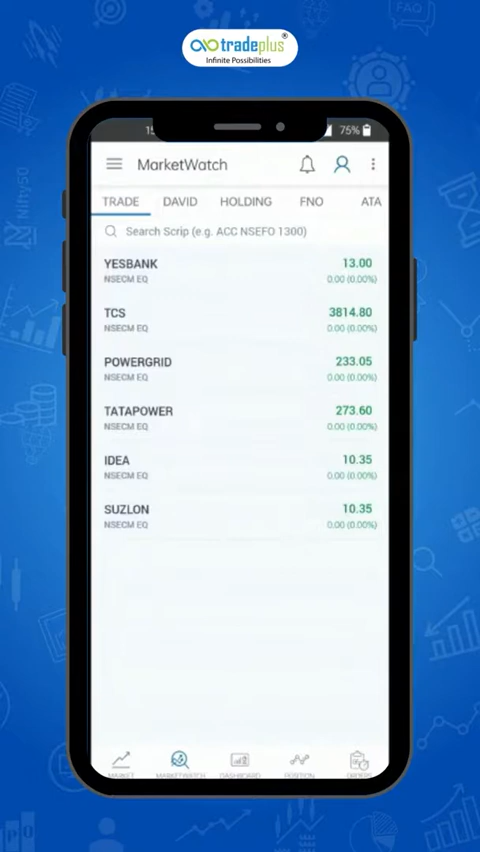 tradeplus®
Infinite Possibilities
FAQ
75%
MarketWatch
TRADE DAVID HOLDING FNO ATA
Search Scrip (e.g. ACC NSEFO 1300)
YESBANK 13.00
NSECM EQ 0.00 (0.00%)
TCS 3814.80
NSECM EQ 0.00 (0.00%)
POWERGRID 233.05
NSECM EQ 0.00 (0.00%)
TATAPOWER 273.60
NSECM EQ 0.00 (0.00%)
IDEA 10.35
NSECM EQ 0.00 (0.00%)
SUZLON 10.35
NSECM EQ 0.00 (0.00%)
MARKET MARKETWATCH DASHBOARD POSITION ORDERS
Nifty50